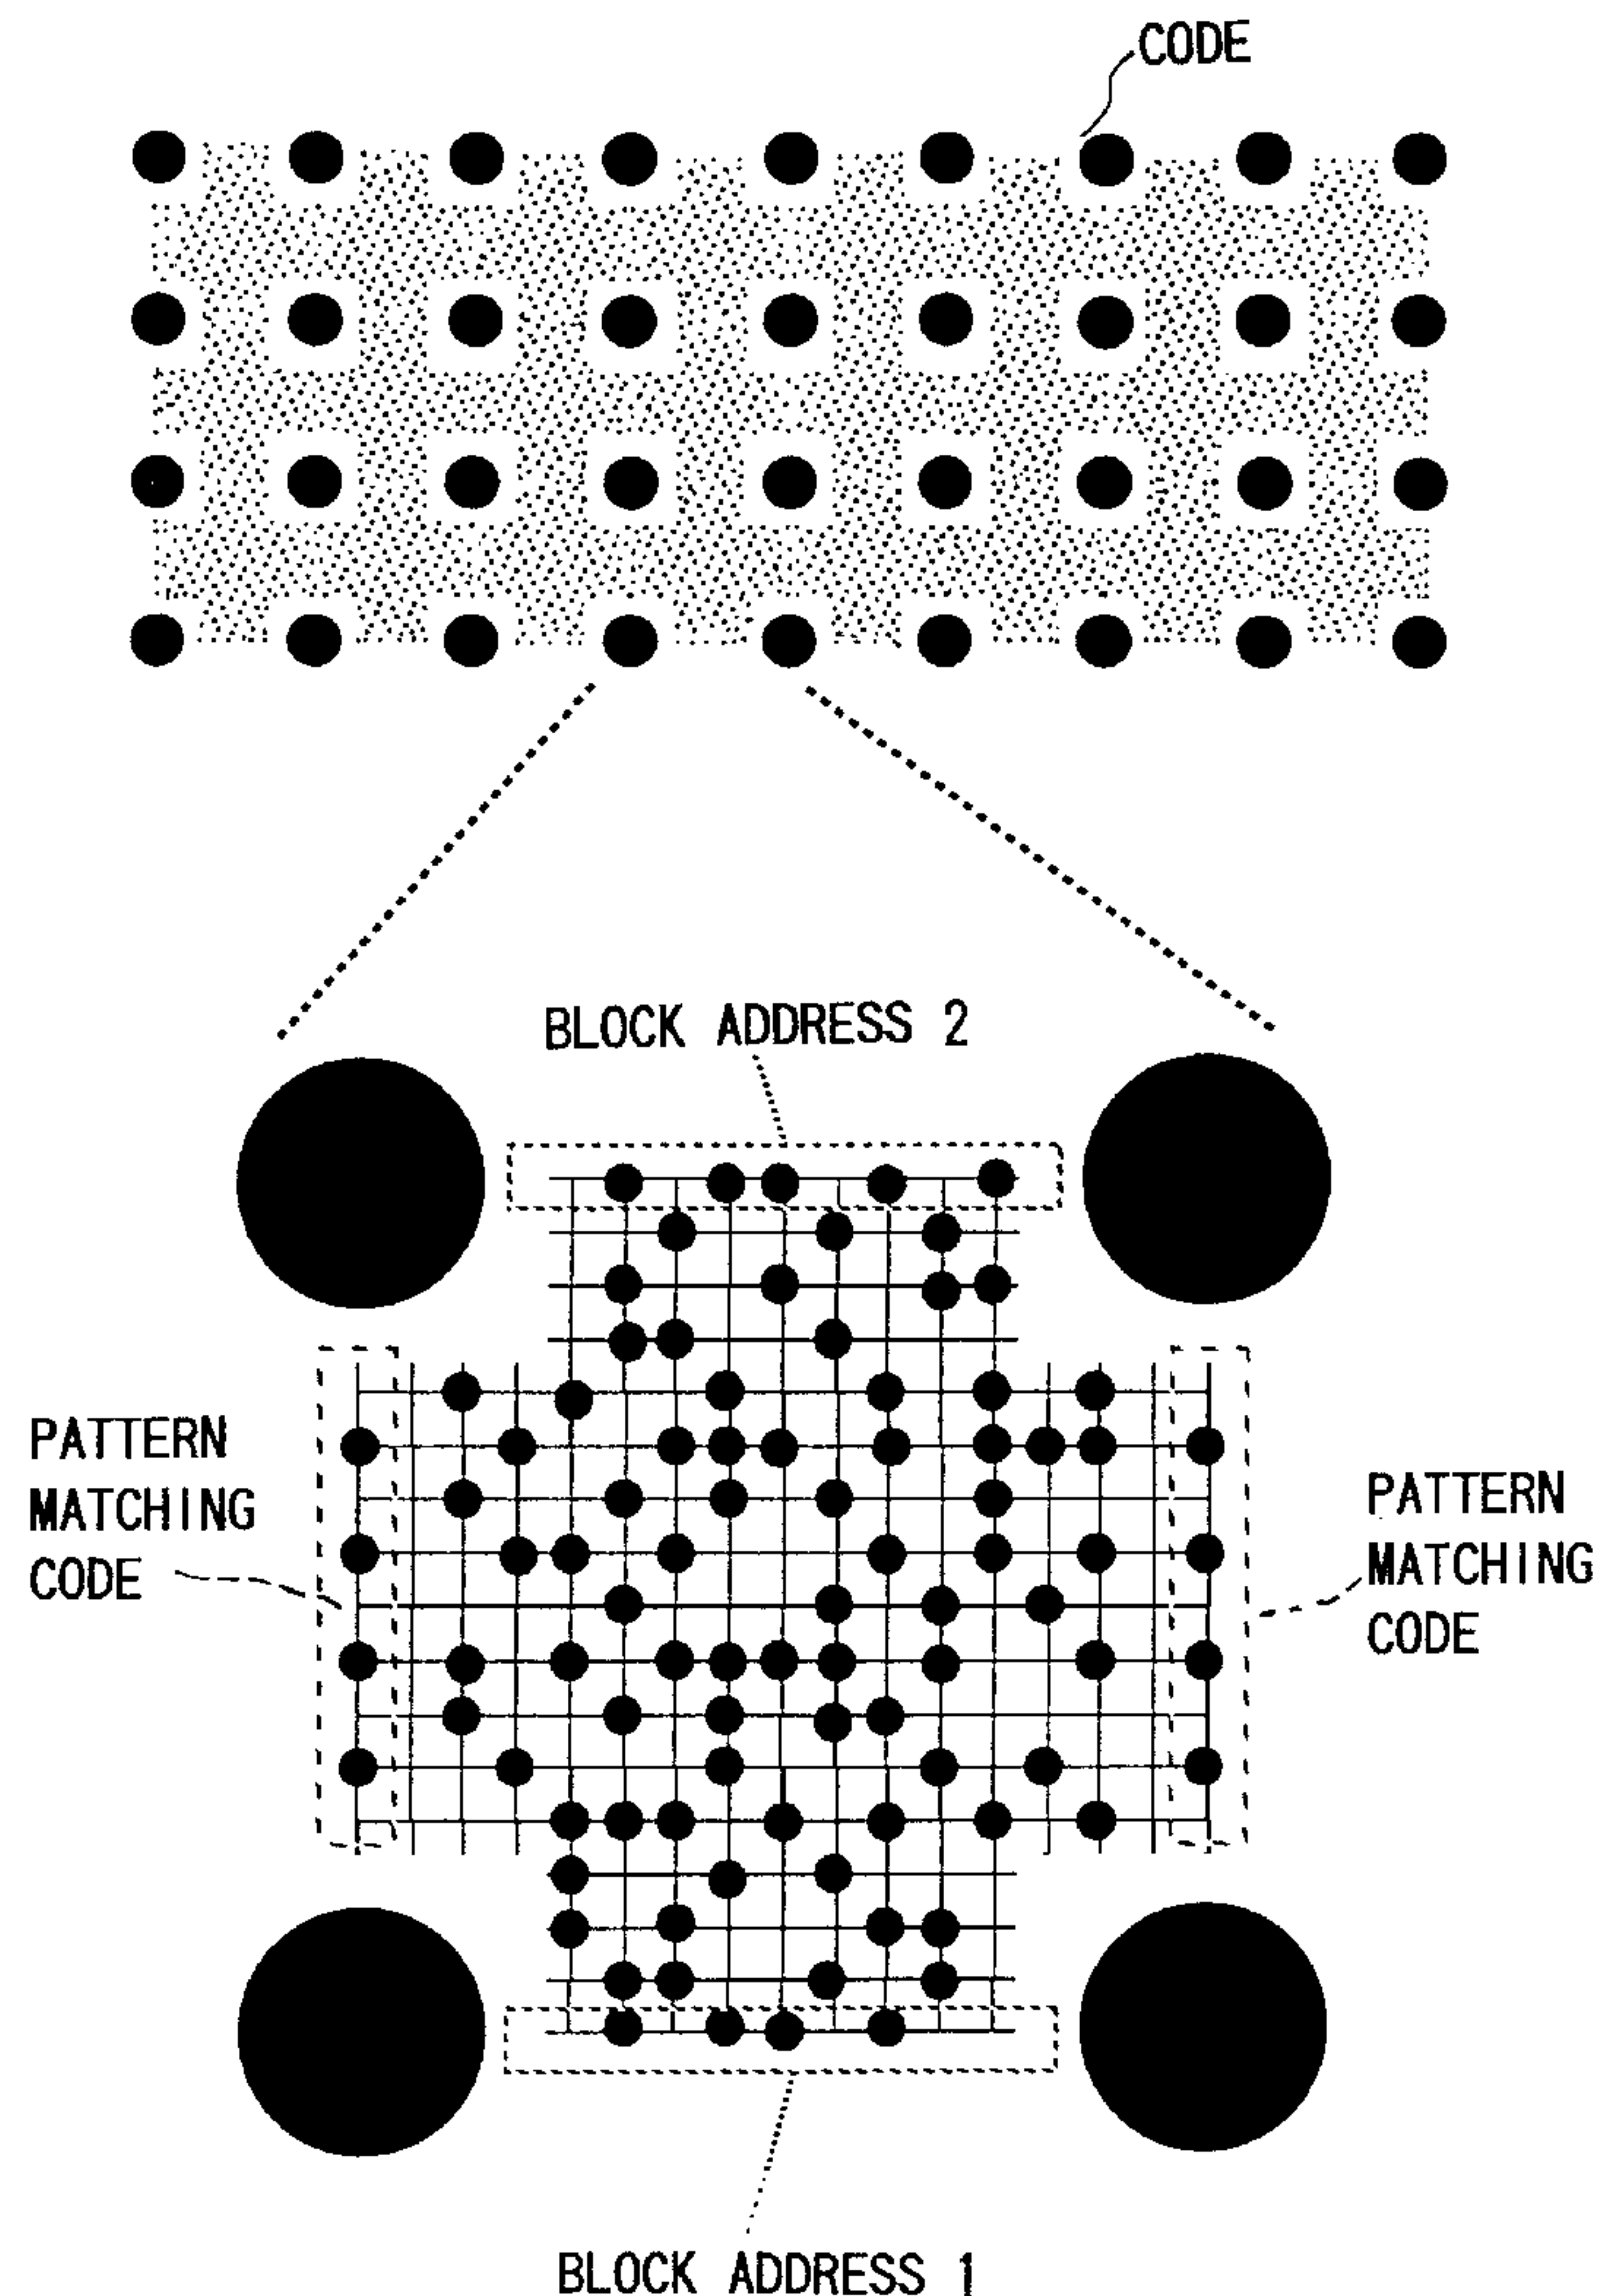 CODE
BLOCK ADDRESS 2
PATTERN
MATCHING
CODE
PATTERN
MATCHING
CODE
BLOCK ADDRESS 1